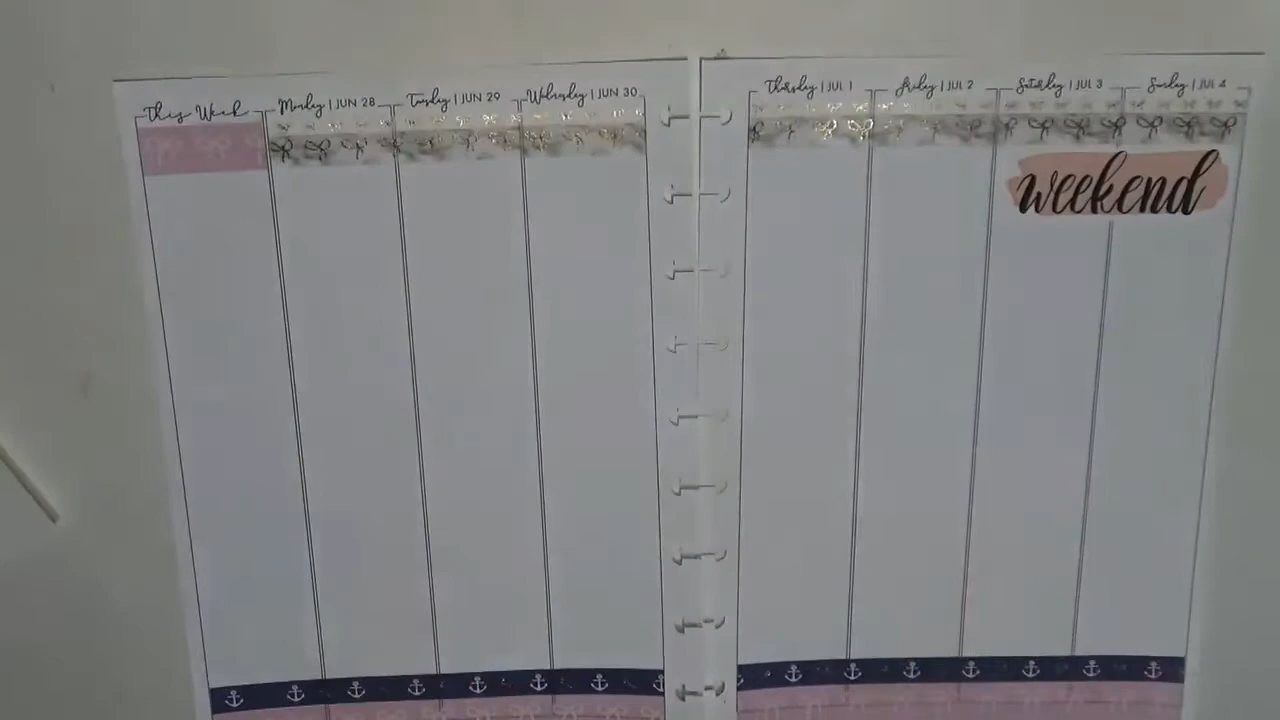 This Week
Monday | JUN 28
Tuesday | JUN 29
Wednesday | JUN 30
Thursday | JUL 1
Friday | JUL 2
Saturday | JUL 3
Sunday | JUL 4
weekend